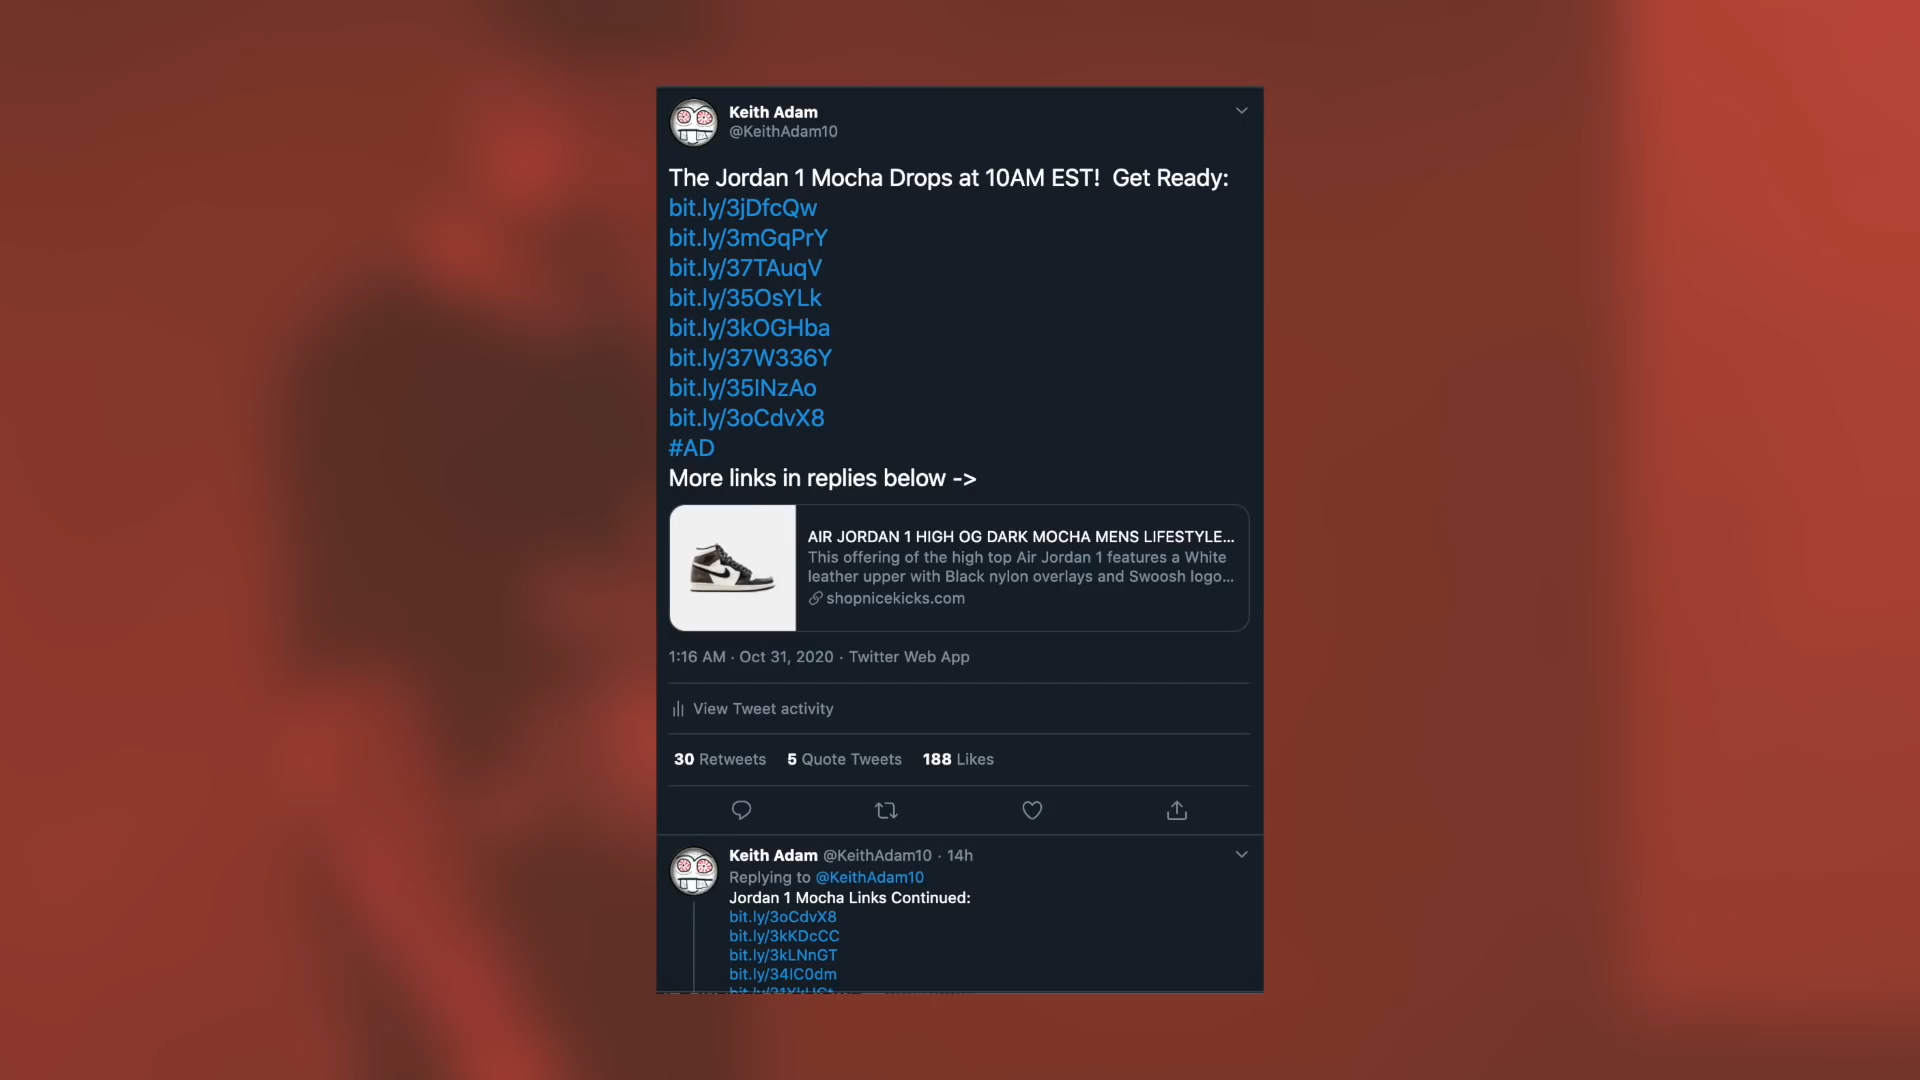 Keith Adam
@KeithAdam10
The Jordan 1 Mocha Drops at 10AM EST! Get Ready:
bit.ly/3jDfcQw
bit.ly/3mGqPrY
bit.ly/37TAuqV
bit.ly/35OsYLk
bit.ly/3kOGHba
bit.ly/37W336Y
bit.ly/35INzAo
bit.ly/3oCdvX8
#AD
More links in replies below ->
AIR JORDAN 1 HIGH OG DARK MOCHA MENS LIFESTYLE...
This offering of the high top Air Jordan 1 features a White
leather upper with Black nylon overlays and Swoosh logo...
shopnicekicks.com
1:16 AM · Oct 31, 2020 · Twitter Web App
View Tweet activity
30 Retweets 5 Quote Tweets 188 Likes
Keith Adam @KeithAdam10 · 14h
Replying to @KeithAdam10
Jordan 1 Mocha Links Continued:
bit.ly/3oCdvX8
bit.ly/3kKDcCC
bit.ly/3kLNnGT
bit.ly/34IC0dm